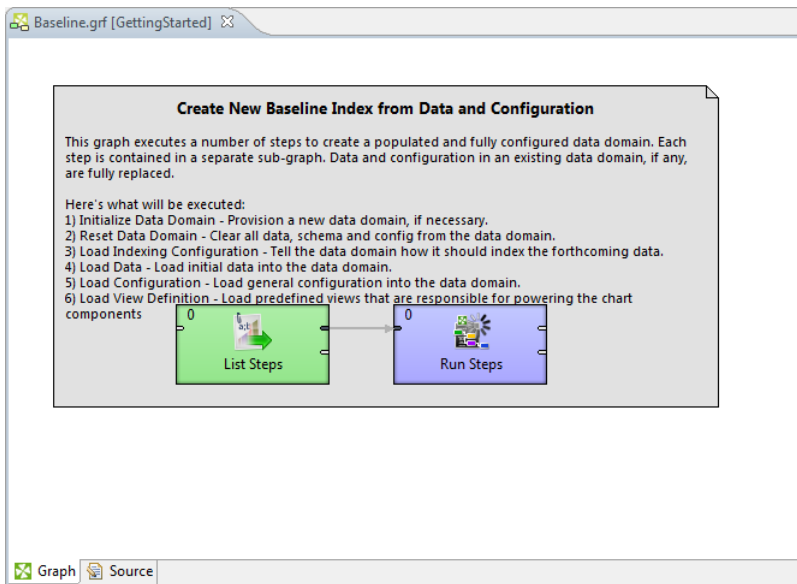 Baseline.grf [GettingStarted]
Create New Baseline Index from Data and Configuration
This graph executes a number of steps to create a populated and fully configured data domain. Each
step is contained in a separate sub-graph. Data and configuration in an existing data domain, if any,
are fully replaced.
Here's what will be executed:
1) Initialize Data Domain - Provision a new data domain, if necessary.
2) Reset Data Domain - Clear all data, schema and config from the data domain.
3) Load Indexing Configuration - Tell the data domain how it should index the forthcoming data.
4) Load Data - Load initial data into the data domain.
5) Load Configuration - Load general configuration into the data domain.
6) Load View Definition - Load predefined views that are responsible for powering the chart
components
0
a;b
List Steps
0
Run Steps
Graph
Source